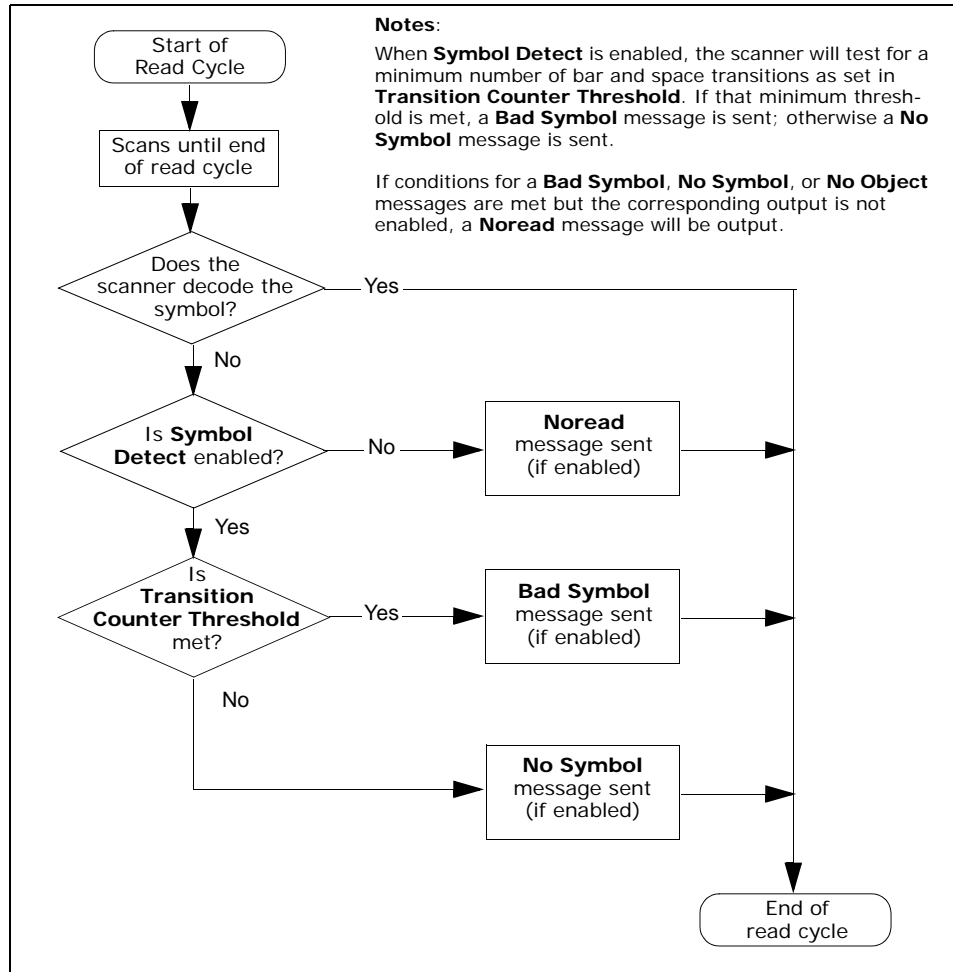 Start of
Read Cycle
Notes:
When Symbol Detect is enabled, the scanner will test for a
minimum number of bar and space transitions as set in
Transition Counter Threshold. If that minimum thresh-
old is met, a Bad Symbol message is sent; otherwise a No
Symbol message is sent.
If conditions for a Bad Symbol, No Symbol, or No Object
messages are met but the corresponding output is not
enabled, a Noread message will be output.
Scans until end
of read cycle
Does the
scanner decode the
symbol?
Yes
No
Is Symbol
Detect enabled?
No
Noread
message sent
(if enabled)
Yes
Is
Transition
Counter Threshold
met?
Yes
Bad Symbol
message sent
(if enabled)
No
No Symbol
message sent
(if enabled)
End of
read cycle